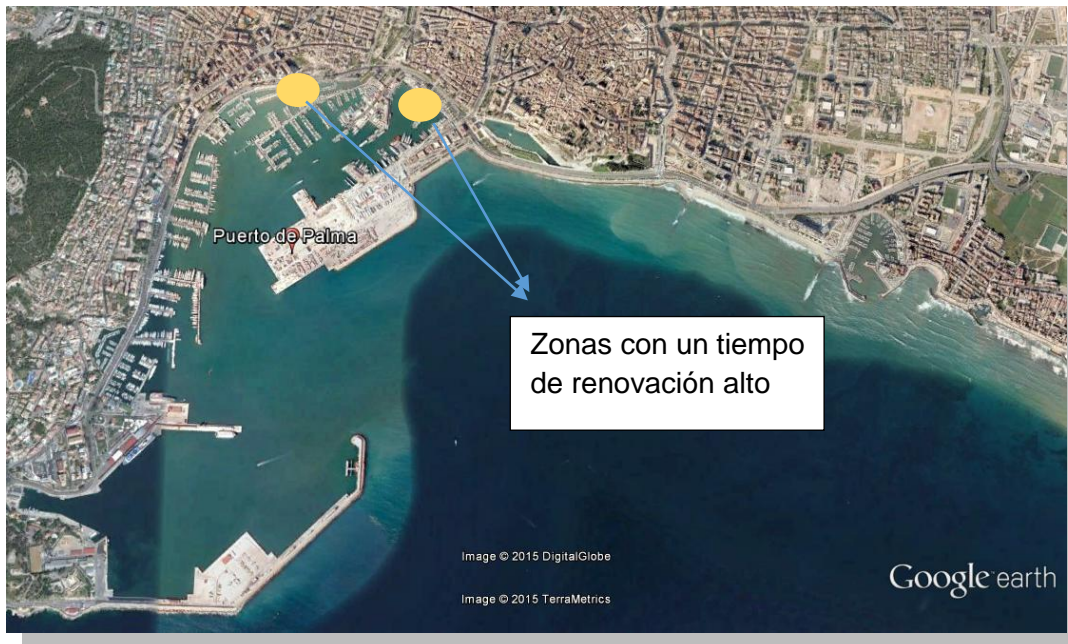 Puerto de Palma
Zonas con un tiempo
de renovación alto
Image © 2015 DigitalGlobe
Image © 2015 TerraMetrics
Google earth